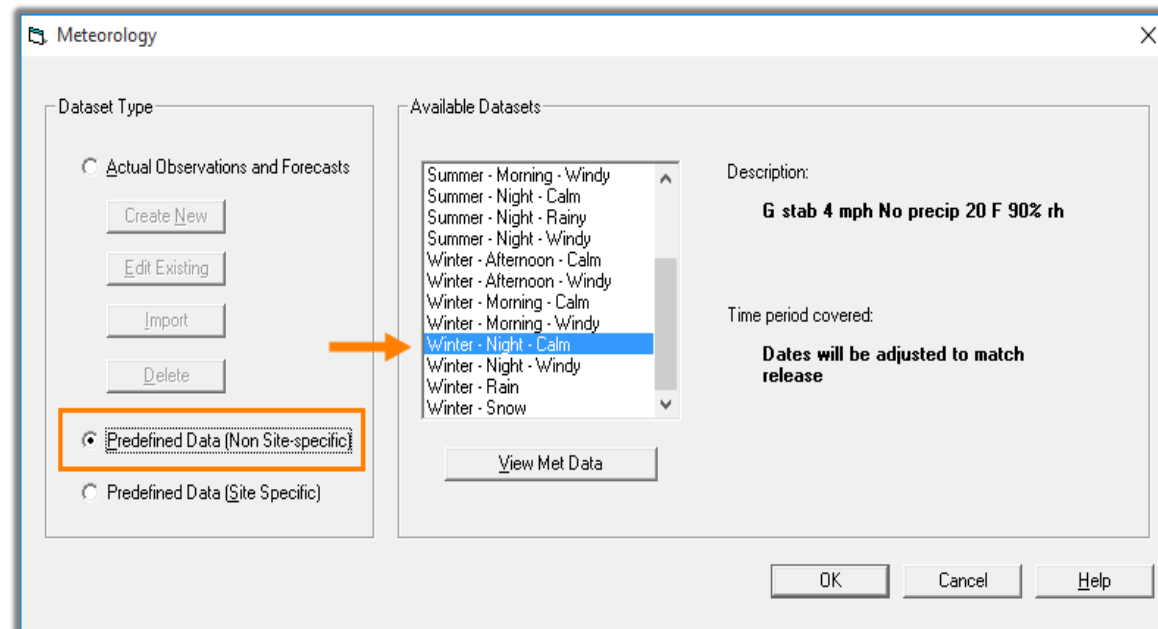 Meteorology
Dataset Type
Actual Observations and Forecasts
Create New
Edit Existing
Import
Delete
Predefined Data (Non Site-specific)
Predefined Data (Site Specific)
Available Datasets
Summer - Morning - Windy
Summer - Night - Calm
Summer - Night - Rainy
Summer - Night - Windy
Winter - Afternoon - Calm
Winter - Afternoon - Windy
Winter - Morning - Calm
Winter - Morning - Windy
Winter - Night - Calm
Winter - Night - Windy
Winter - Rain
Winter - Snow
View Met Data
Description:
G stab 4 mph No precip 20 F 90% rh
Time period covered:
Dates will be adjusted to match
release
OK
Cancel
Help